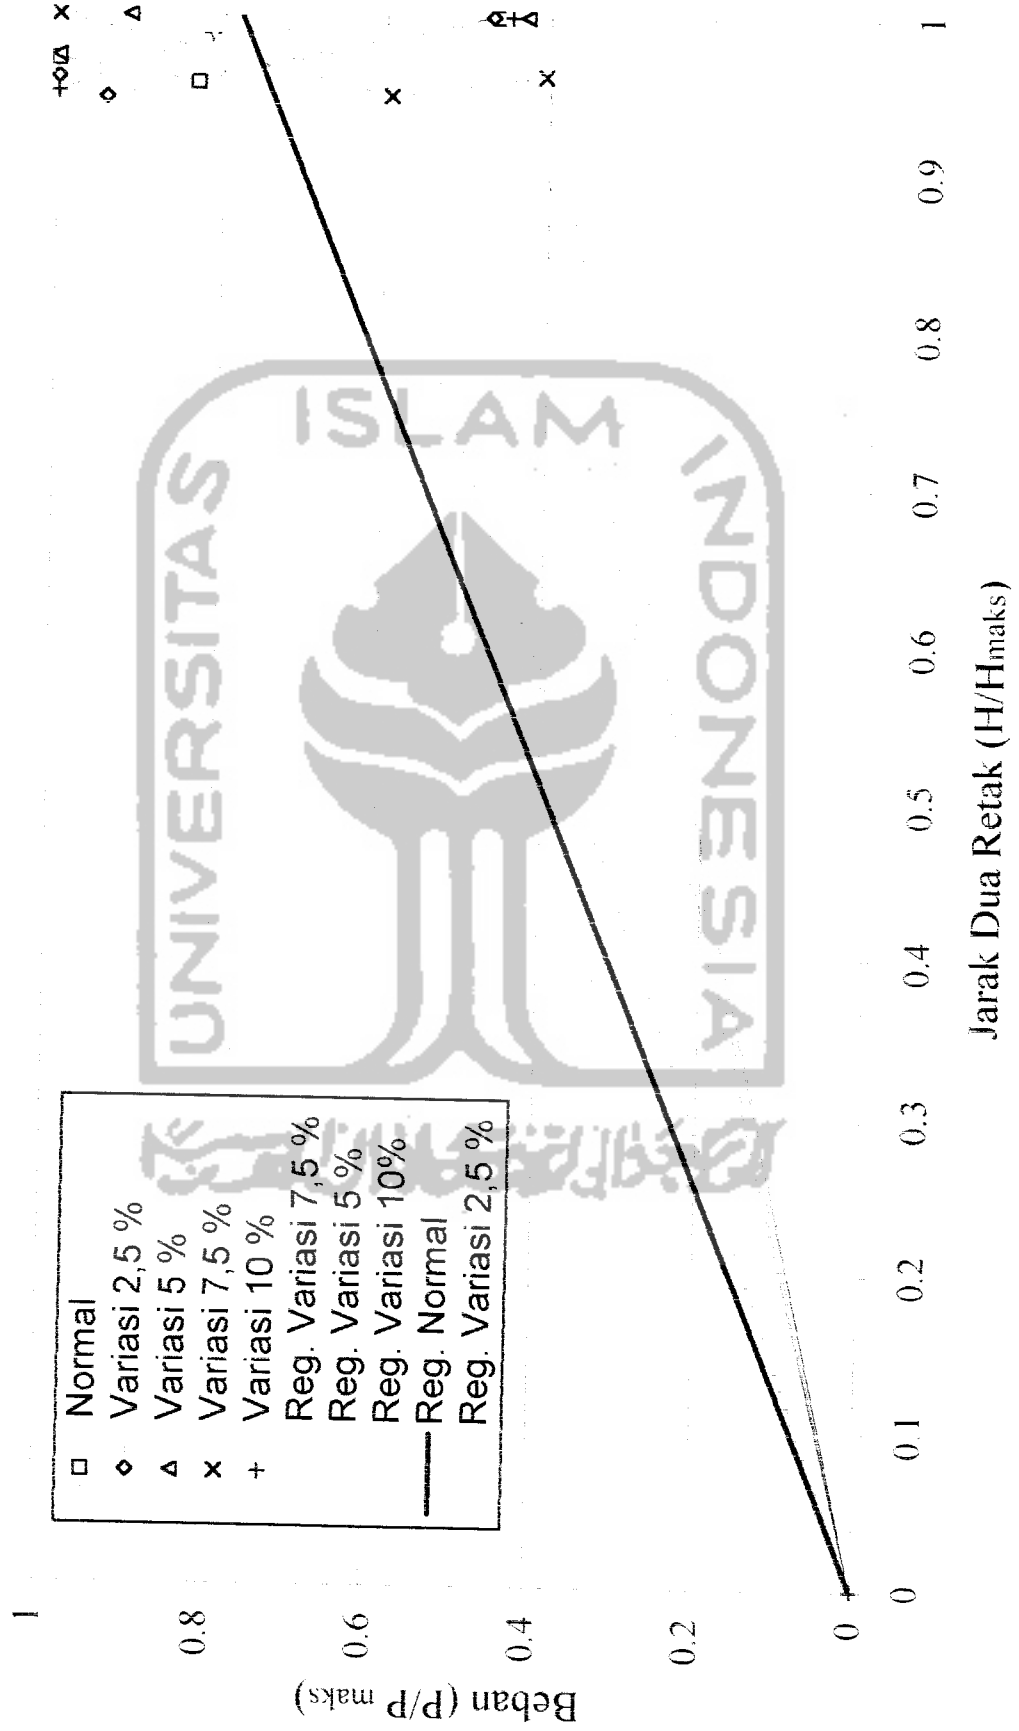 1
0.8
0.6
0.4
0.2
0
Beban (P/P maks)
Normal
Variasi 2,5 %
Variasi 5 %
Variasi 7,5 %
Variasi 10 %
Reg. Variasi 7,5 %
Reg. Variasi 5 %
Reg. Variasi 10%
Reg. Normal
Reg. Variasi 2,5 %
UNIVERSITAS
ISLAM
INDONESIA
0
0.1
0.2
0.3
0.4
0.5
0.6
0.7
0.8
0.9
1
Jarak Dua Retak (H/Hmaks)